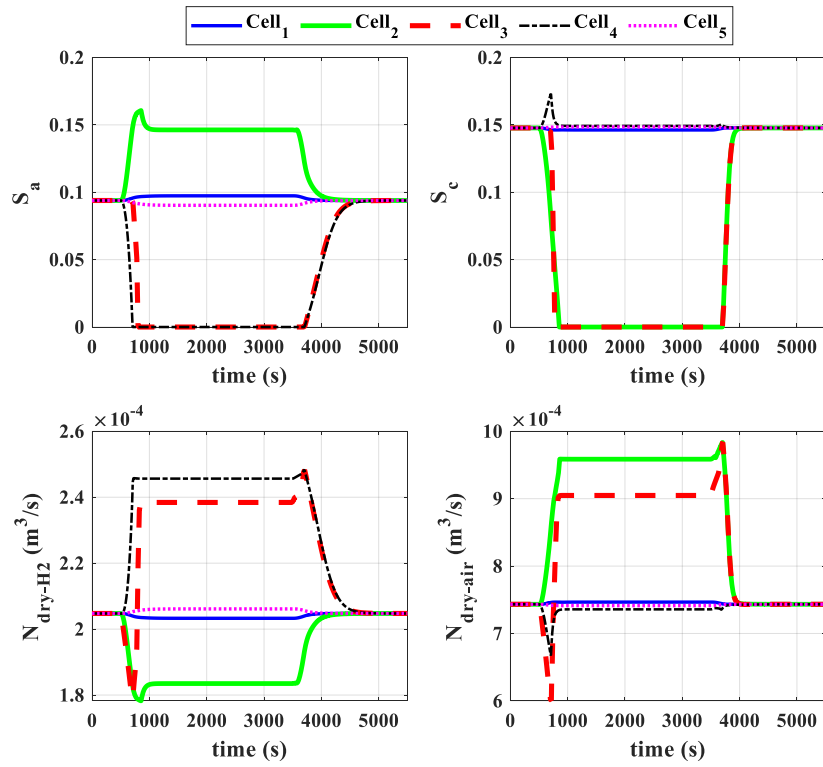 Cell1 Cell2 Cell3 Cell4 Cell5
0.2
0.15
0.1
0.05
0
Sa
0 1000 2000 3000 4000 5000
time (s)
0.2
0.15
0.1
0.05
0
Sc
0 1000 2000 3000 4000 5000
time (s)
×10-4
2.6
2.4
2.2
2
1.8
Ndry-H2 (m3/s)
0 1000 2000 3000 4000 5000
time (s)
×10-4
10
9
8
7
6
Ndry-air (m3/s)
0 1000 2000 3000 4000 5000
time (s)